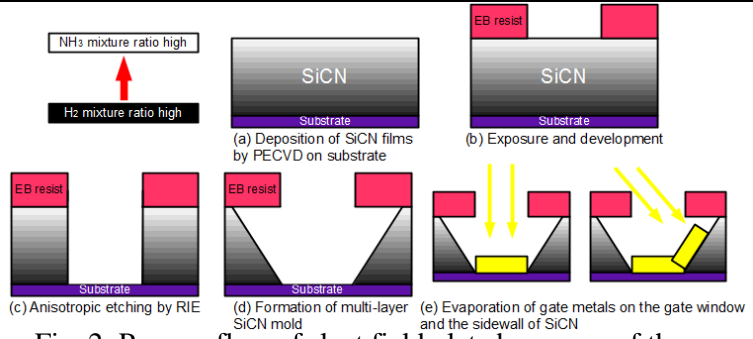 NH3 mixture ratio high
H2 mixture ratio high
SiCN
Substrate
(a) Deposition of SiCN films
by PECVD on substrate
EB resist
SiCN
Substrate
(b) Exposure and development
EB resist
Substrate
(c) Anisotropic etching by RIE
EB resist
(d) Formation of multi-layer
SiCN mold
(e) Evaporation of gate metals on the gate window
and the sidewall of SiCN